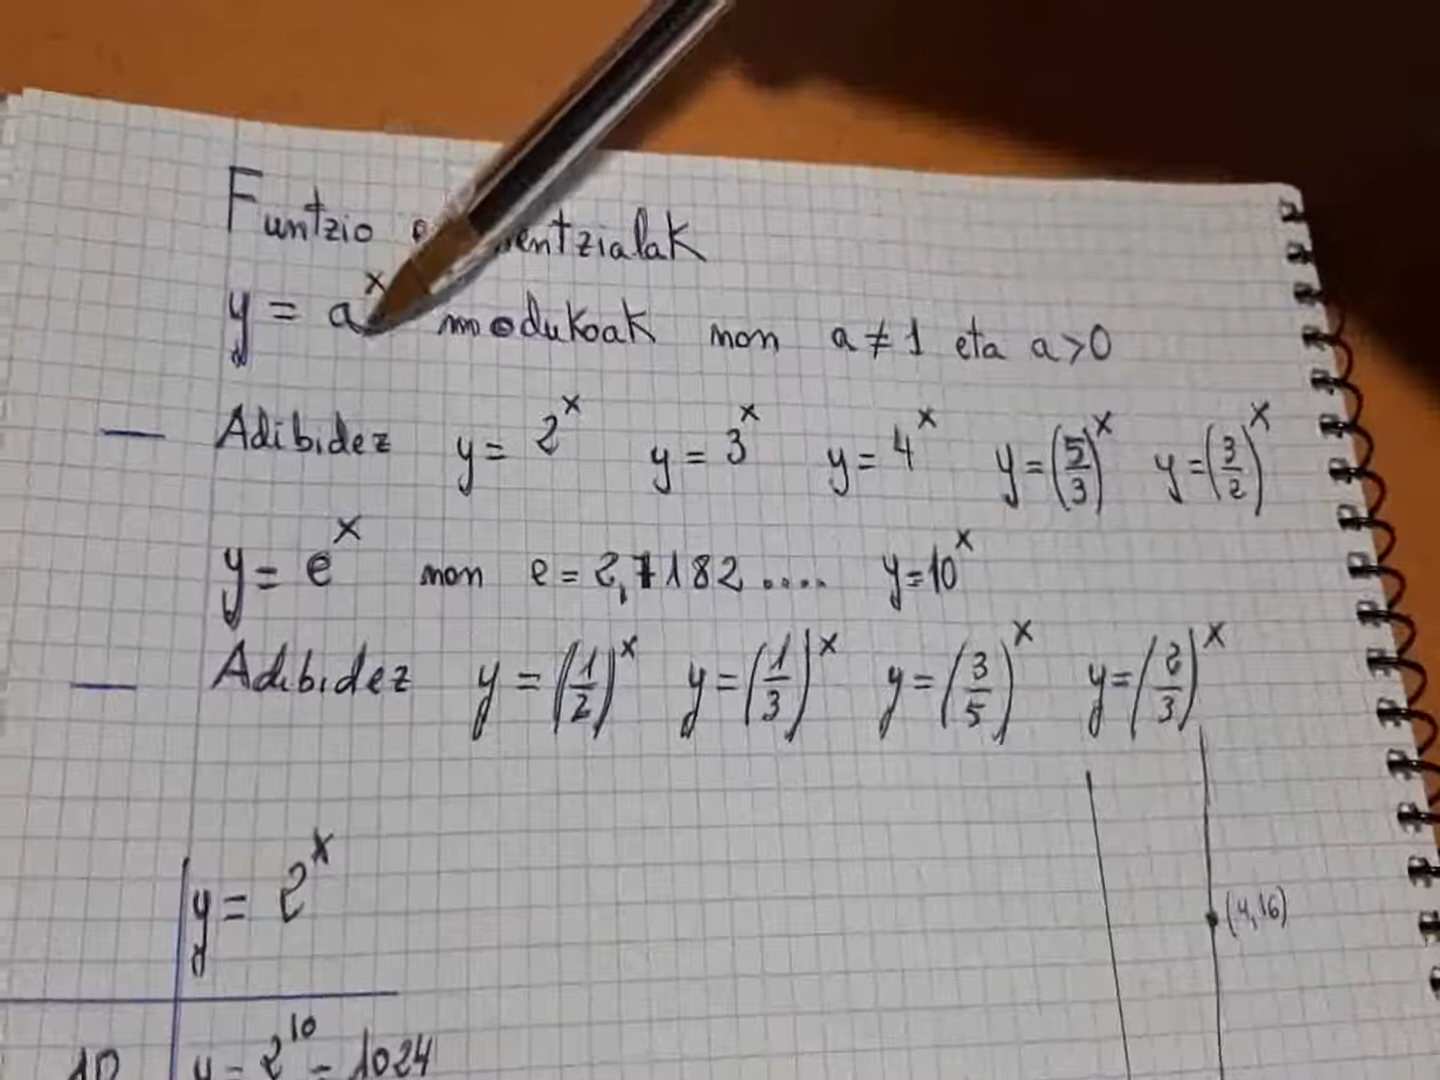 Funtzio
y = a^x modukoak non a ≠ 1 eta a > 0
— Adibidez y = 2^x y = 3^x y = 4^x y = (5/3)^x y = (3/2)^x
y = e^x non e = 2,7182.... y = 10^x
— Adibidez y = (1/2)^x y = (1/3)^x y = (3/5)^x y = (2/3)^x
y = 2^x
(4,16)
10 y = 2^10 = 1024